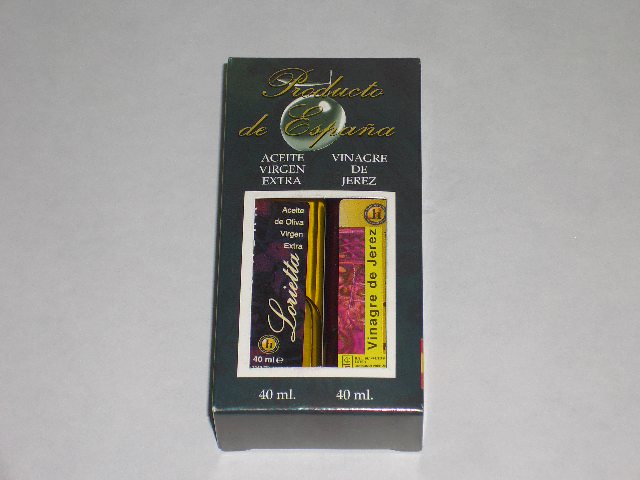 Producto
de España
ACEITE
VIRGEN
EXTRA
VINAGRE
DE
JEREZ
Aceite
de Oliva
Virgen
Extra
Lorietta
40 ml e
Vinagre de Jerez
40 ml.
40 ml.